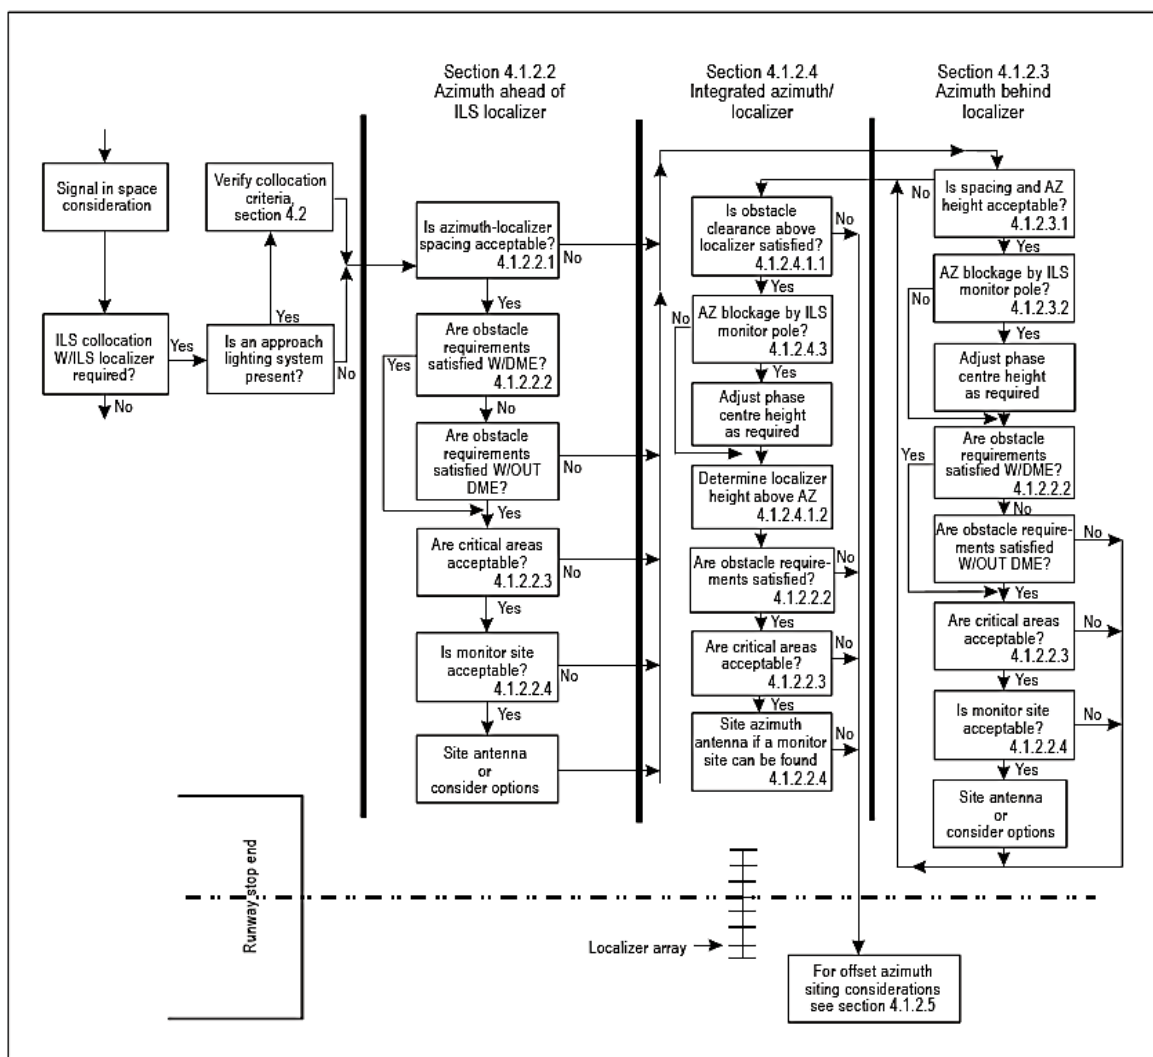 Section 4.1.2.2
Azimuth ahead of
ILS localizer
Section 4.1.2.4
Integrated azimuth/
localizer
Section 4.1.2.3
Azimuth behind
localizer
Signal in space
consideration
ILS collocation
W/ILS localizer
required?
Yes
No
Verify collocation
criteria,
section 4.2
Yes
Is an approach
lighting system
present?
No
Is azimuth-localizer
spacing acceptable?
4.1.2.2.1
No
Yes
Are obstacle
requirements
satisfied W/DME?
4.1.2.2.2
Yes
No
Are obstacle
requirements
satisfied W/OUT
DME?
No
Yes
Are critical areas
acceptable?
4.1.2.2.3
No
Yes
Is monitor site
acceptable?
4.1.2.2.4
No
Yes
Site antenna
or
consider options
Is obstacle
clearance above
localizer satisfied?
4.1.2.4.1.1
No
Yes
AZ blockage by ILS
monitor pole?
4.1.2.4.3
No
Yes
Adjust phase
centre height
as required
Determine localizer
height above AZ
4.1.2.4.1.2
Are obstacle require-
ments satisfied?
4.1.2.2.2
No
Yes
Are critical areas
acceptable?
4.1.2.2.3
No
Yes
Site azimuth
antenna if a monitor
site can be found
4.1.2.2.4
No
Is spacing and AZ
height acceptable?
4.1.2.3.1
No
Yes
AZ blockage by ILS
monitor pole?
4.1.2.3.2
No
Yes
Adjust phase
centre height
as required
Are obstacle
requirements
satisfied W/DME?
4.1.2.2.2
Yes
No
Are obstacle require-
ments satisfied
W/OUT DME?
No
Yes
Are critical areas
acceptable?
4.1.2.2.3
No
Yes
Is monitor site
acceptable?
4.1.2.2.4
No
Yes
Site antenna
or
consider options
Runway stop end
Localizer array
For offset azimuth
siting considerations
see section 4.1.2.5